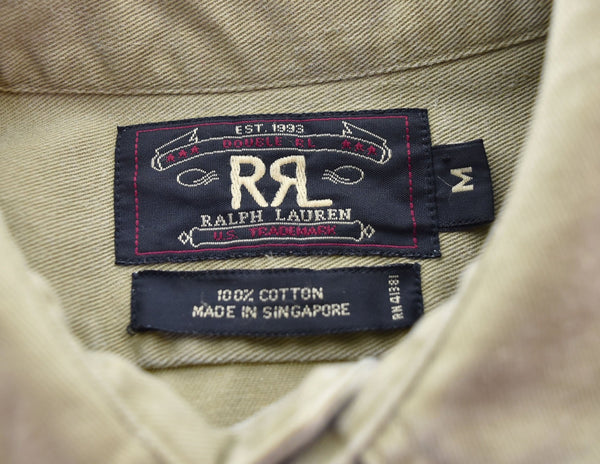 EST. 1993
DOUBLE RL
RRL
RALPH LAUREN
U.S. TRADEMARK
M
100% COTTON
MADE IN SINGAPORE
RN 41381